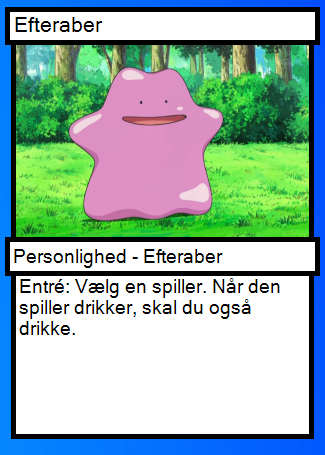 Efteraber
Personlighed - Efteraber
Entré: Vælg en spiller. Når den
spiller drikker, skal du også
drikke.